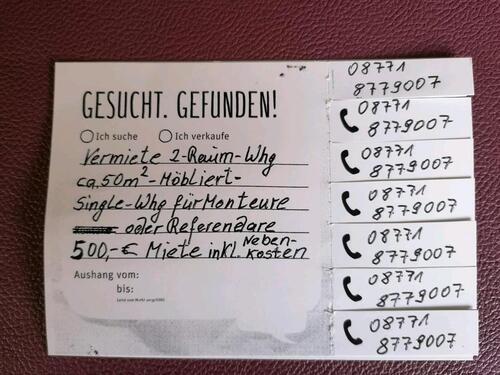 GESUCHT. GEFUNDEN!
Ich suche Ich verkaufe
Vermiete 2-Raum-Whg
ca. 50m²-Möbliert-
Single-Whg für Monteure
oder Referendare
500,-€ Miete inkl. Neben-
kosten
Aushang vom:
bis:
08771
8779007
08771
8779007
08771
8779007
08771
8779007
08771
8779007
08771
8779007
08771
8779007